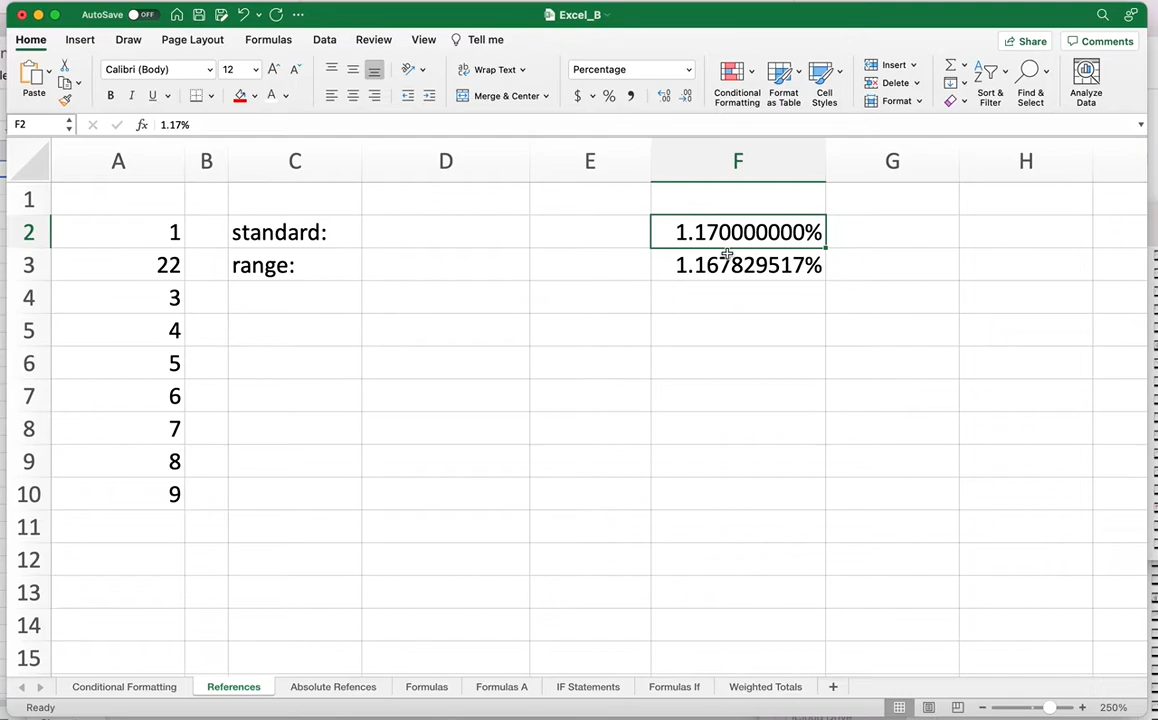 AutoSave OFF Excel_B
Home Insert Draw Page Layout Formulas Data Review View Tell me Share Comments
Paste Calibri (Body) 12 A A B I U A Wrap Text Merge & Center Percentage $ % , Conditional Formatting Format as Table Cell Styles Insert Delete Format Sort & Filter Find & Select Analyze Data
F2 fx 1.17%
A B C D E F G H
1
2 1 standard: 1.170000000%
3 22 range: 1.167829517%
4 3
5 4
6 5
7 6
8 7
9 8
10 9
11
12
13
14
15
Conditional Formatting References Absolute Refences Formulas Formulas A IF Statements Formulas If Weighted Totals +
Ready 250%